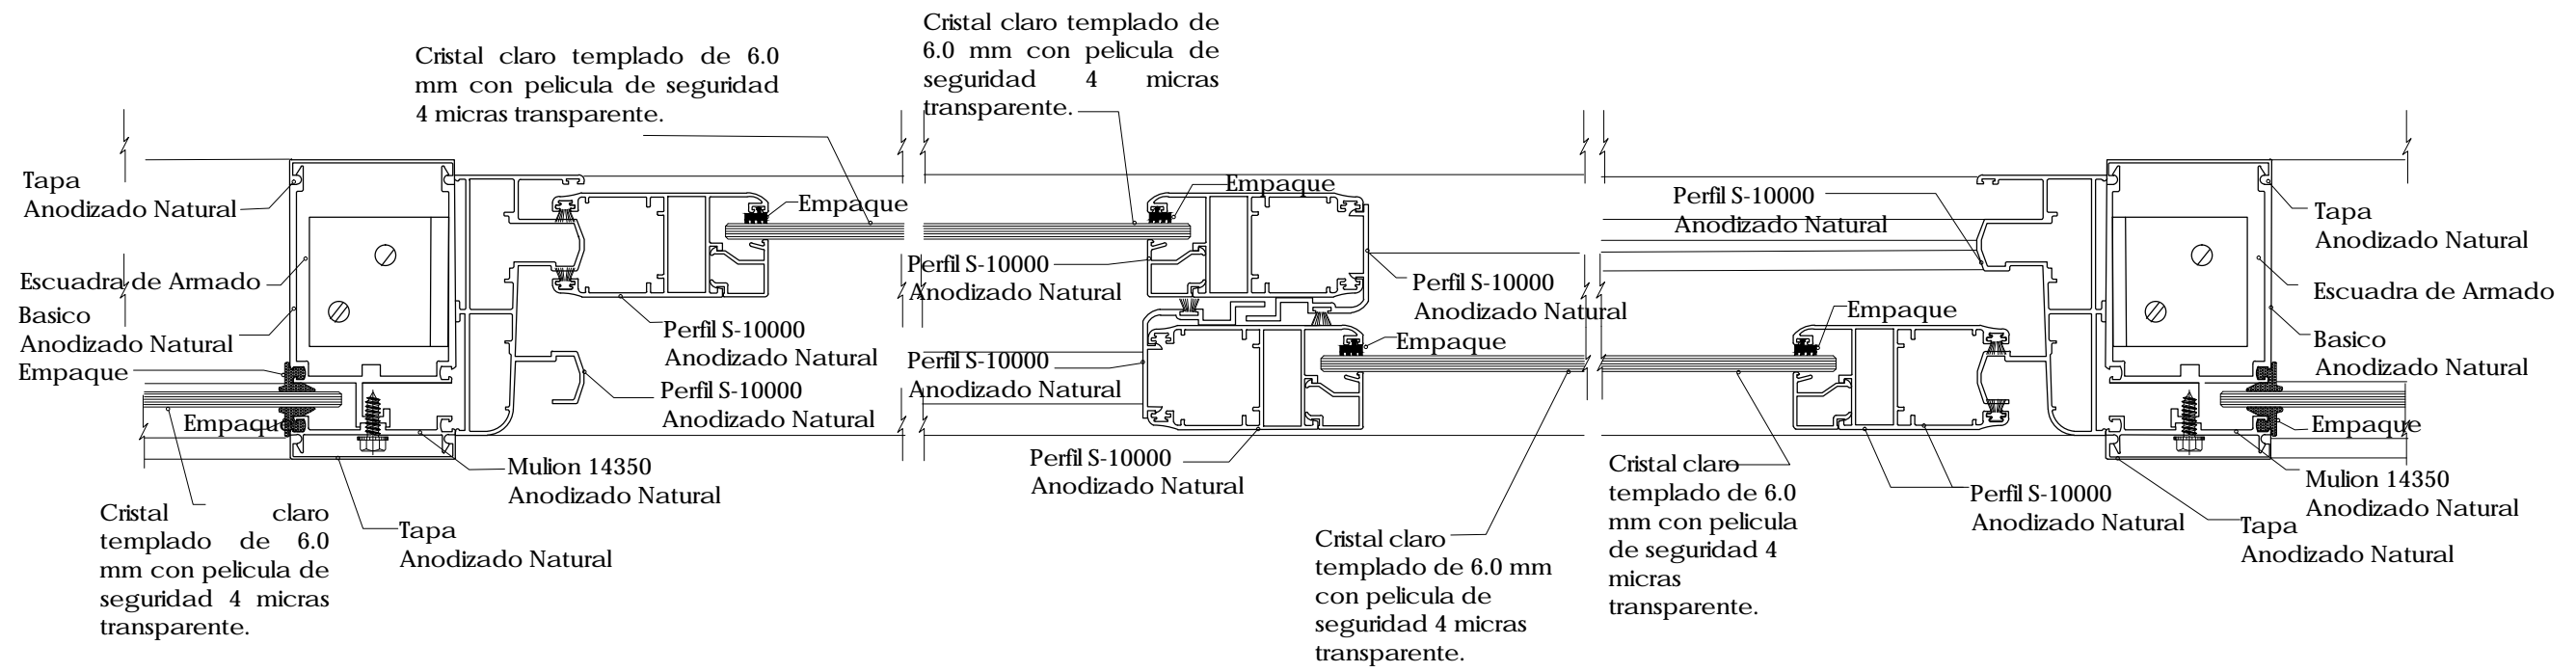 Cristal claro templado de 6.0
mm con pelicula de seguridad
4 micras transparente.
Cristal claro templado de
6.0 mm con pelicula de
seguridad 4 micras
transparente.
Tapa
Anodizado Natural
Escuadra de Armado
Basico
Anodizado Natural
Empaque
Empaque
Cristal claro
templado de 6.0
mm con pelicula de
seguridad 4 micras
transparente.
Tapa
Anodizado Natural
Mulion 14350
Anodizado Natural
Empaque
Perfil S-10000
Anodizado Natural
Perfil S-10000
Anodizado Natural
Empaque
Perfil S-10000
Anodizado Natural
Perfil S-10000
Anodizado Natural
Perfil S-10000
Anodizado Natural
Empaque
Perfil S-10000
Anodizado Natural
Cristal claro
templado de 6.0 mm
con pelicula de
seguridad 4 micras
transparente.
Perfil S-10000
Anodizado Natural
Empaque
Cristal claro
templado de 6.0
mm con pelicula
de seguridad 4
micras
transparente.
Perfil S-10000
Anodizado Natural
Tapa
Anodizado Natural
Escuadra de Armado
Basico
Anodizado Natural
Empaque
Mulion 14350
Anodizado Natural
Tapa
Anodizado Natural